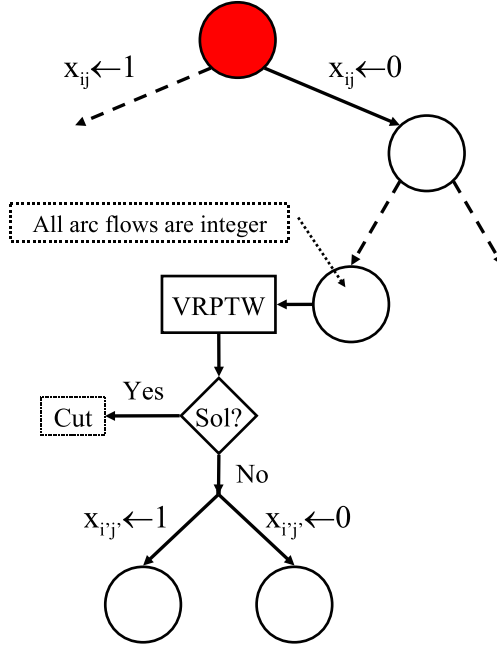 x_ij←1
x_ij←0
All arc flows are integer
VRPTW
Yes
Cut
Sol?
No
x_i'j'←1
x_i'j'←0